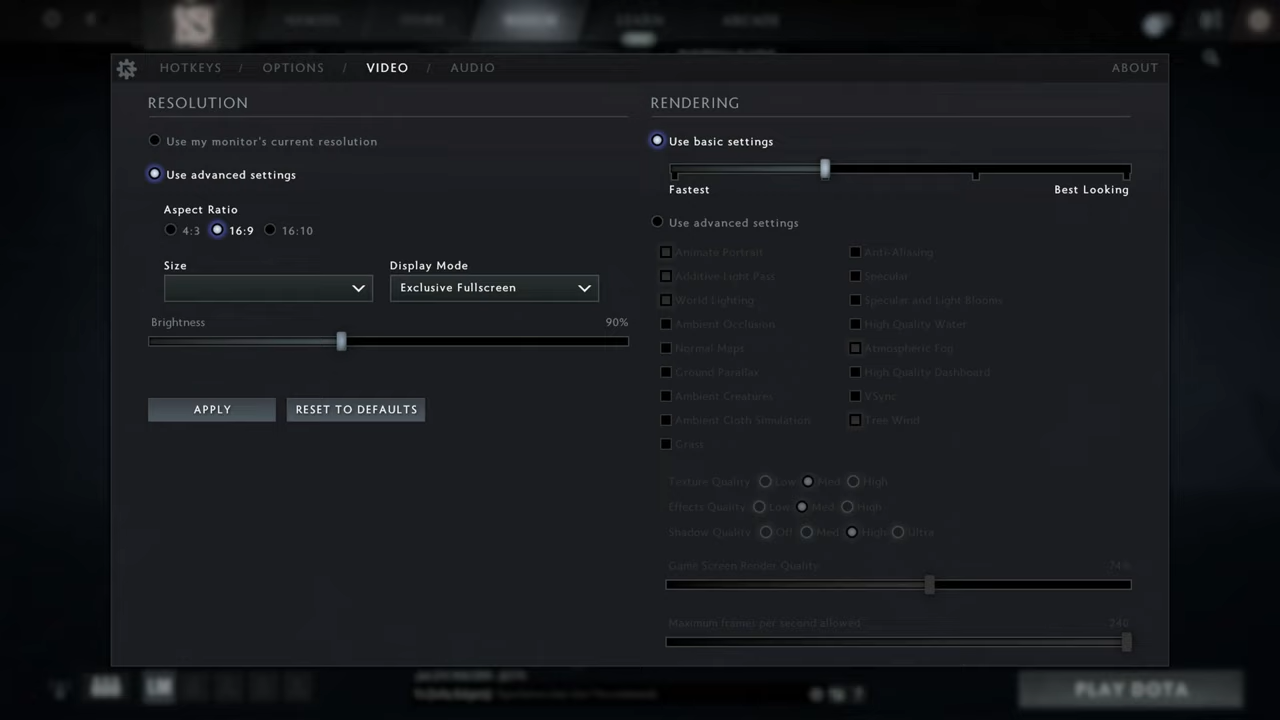 HOTKEYS / OPTIONS / VIDEO / AUDIO ABOUT
RESOLUTION
Use my monitor's current resolution
Use advanced settings
Aspect Ratio
4:3 16:9 16:10
Size Display Mode
Exclusive Fullscreen
Brightness 90%
APPLY RESET TO DEFAULTS
RENDERING
Use basic settings
Fastest Best Looking
Use advanced settings
Animate Portrait Anti-Aliasing
Additive Light Pass Specular
World Lighting Specular and Light Blooms
Ambient Occlusion High Quality Water
Normal Maps Atmospheric Fog
Ground Parallax High Quality Dashboard
Ambient Creatures VSync
Ambient Cloth Simulation Tree Wind
Grass
Texture Quality Low Med High
Effects Quality Low Med High
Shadow Quality Off Med High Ultra
Game Screen Render Quality 74%
Maximum frames per second allowed 240
PLAY DOTA